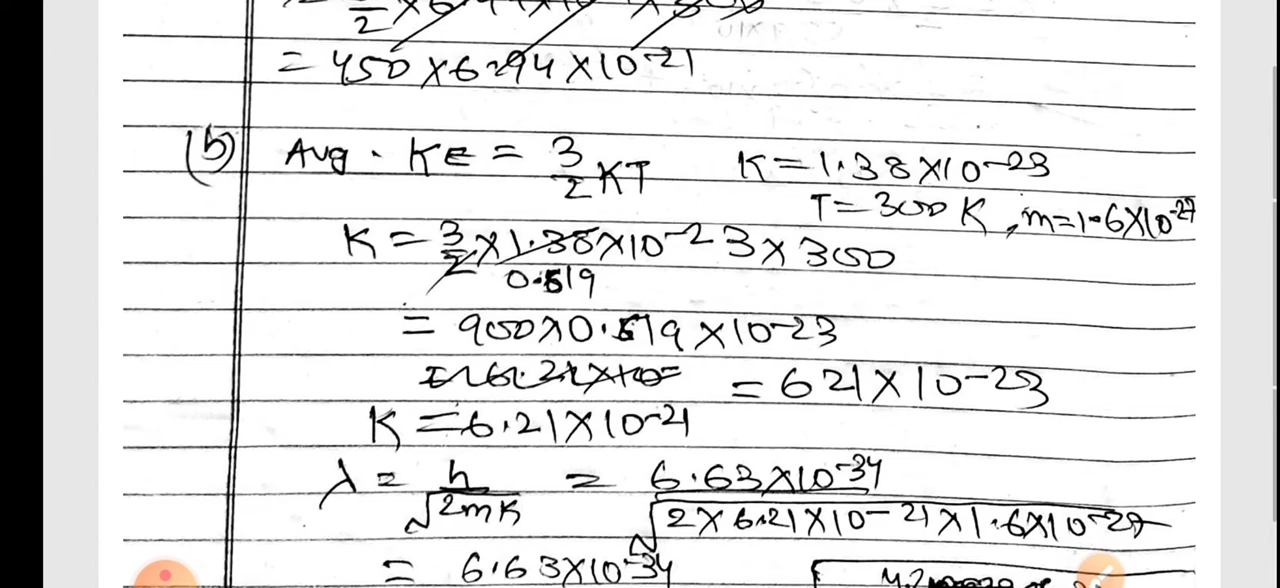 = 450 × 6.294 × 10^-21
(b) Avg. KE = 3/2 KT K = 1.38 × 10^-23
T = 300 K, m = 1.6 × 10^-27
K = 3/2 × 1.38 × 10^-23 × 300
0.619
= 900 × 0.619 × 10^-23
= 621 × 10^-23
K = 6.21 × 10^-21
λ = h/√2mK = 6.63 × 10^-34/√2 × 6.21 × 10^-21 × 1.6 × 10^-27
= 6.63 × 10^-34